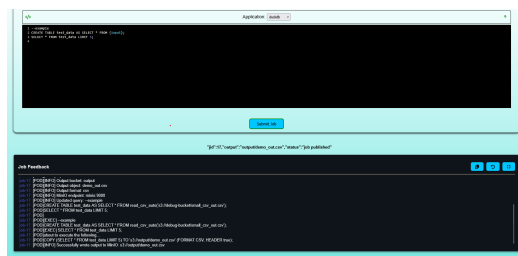 </>
Application: duckdb
1 --example
2 CREATE TABLE test_data AS SELECT * FROM {input};
3 SELECT * FROM test_data LIMIT 5;
4
Submit Job
"output":"output/demo_out.csv","status":"job published"
Job Feedback
[POD][INFO] Output bucket: output
[POD][INFO] Output object: demo_out.csv
[POD][INFO] Output format: csv
[POD][INFO] MinIO endpoint: minio:9000
[POD][INFO] Updated query: --example
[POD]CREATE TABLE test_data AS SELECT * FROM read_csv_auto('s3://debug-bucket/small_csv_out.csv');
[POD]SELECT * FROM test_data LIMIT 5;
[POD]
[POD][EXEC] --example
[POD]CREATE TABLE test_data AS SELECT * FROM read_csv_auto('s3://debug-bucket/small_csv_out.csv');
[POD][EXEC] SELECT * FROM test_data LIMIT 5;
[POD]about to execute the following...
[POD]COPY (SELECT * FROM test_data LIMIT 5) TO 's3://output/demo_out.csv' (FORMAT CSV, HEADER true);
[POD][INFO] Successfully wrote output to MinIO: s3://output/demo_out.csv